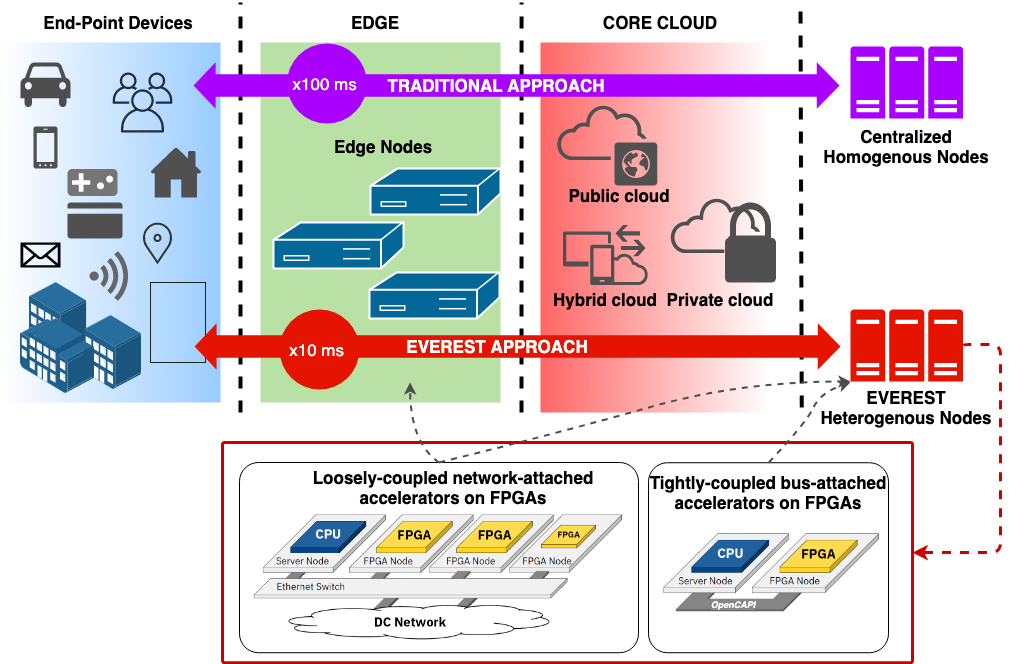 End-Point Devices
EDGE
CORE CLOUD
x100 ms
TRADITIONAL APPROACH
Centralized
Homogenous Nodes
Edge Nodes
Public cloud
Hybrid cloud
Private cloud
x10 ms
EVEREST APPROACH
EVEREST
Heterogenous Nodes
Loosely-coupled network-attached
accelerators on FPGAs
CPU
FPGA
FPGA
FPGA
Server Node
FPGA Node
FPGA Node
FPGA Node
Ethernet Switch
DC Network
Tightly-coupled bus-attached
accelerators on FPGAs
CPU
FPGA
Server Node
FPGA Node
OpenCAPI